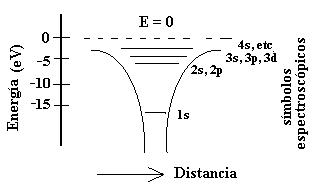 E = 0
Energía (eV)
0
-5
-10
-15
4s, etc
3s, 3p, 3d
2s, 2p
1s
símbolos
espectroscópicos
Distancia